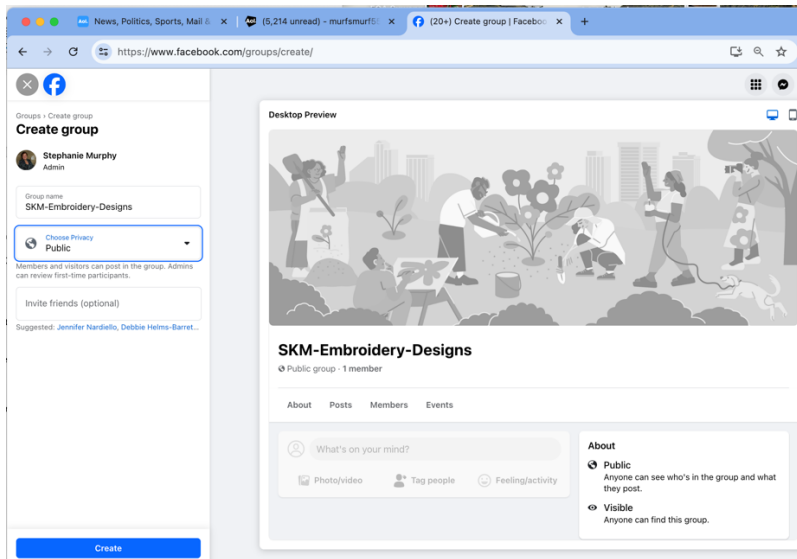 News, Politics, Sports, Mail &
(5,214 unread) - murfsmurf
(20+) Create group | Faceboo
https://www.facebook.com/groups/create/
Groups › Create group
Create group
Stephanie Murphy
Admin
Group name
SKM-Embroidery-Designs
Choose Privacy
Public
Members and visitors can post in the group. Admins
can review first-time participants.
Invite friends (optional)
Suggested: Jennifer Nardiello, Debbie Helms-Barret...
Create
Desktop Preview
SKM-Embroidery-Designs
Public group · 1 member
About Posts Members Events
What's on your mind?
Photo/video Tag people Feeling/activity
About
Public
Anyone can see who's in the group and what
they post.
Visible
Anyone can find this group.